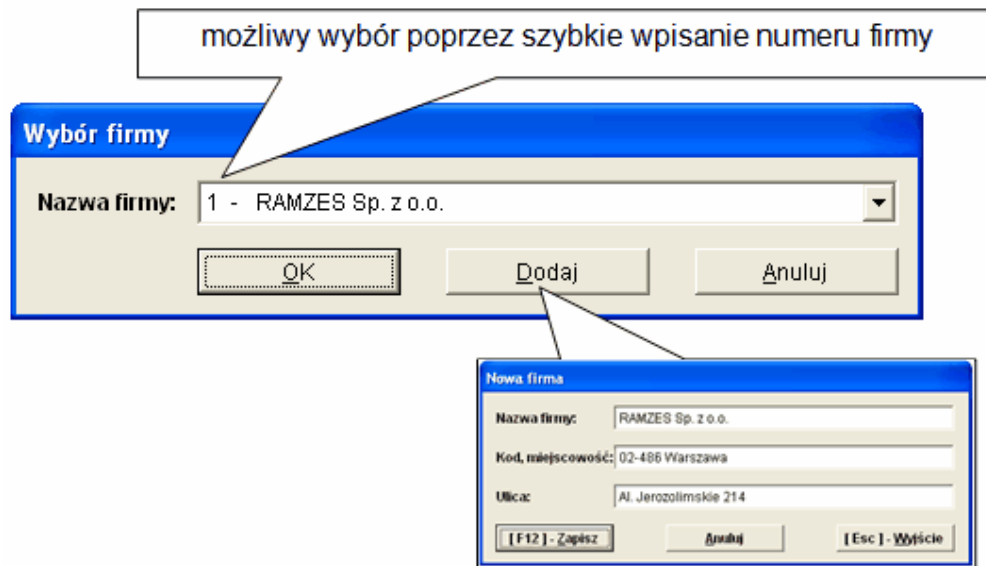 możliwy wybór poprzez szybkie wpisanie numeru firmy
Wybór firmy
Nazwa firmy: 1 - RAMZES Sp. z o.o.
OK Dodaj Anuluj
Nowa firma
Nazwa firmy: RAMZES Sp. z o.o.
Kod, miejscowość: 02-486 Warszawa
Ulica: Al. Jerozolimskie 214
[ F12 ] - Zapisz Anuluj [ Esc ] - Wyjście